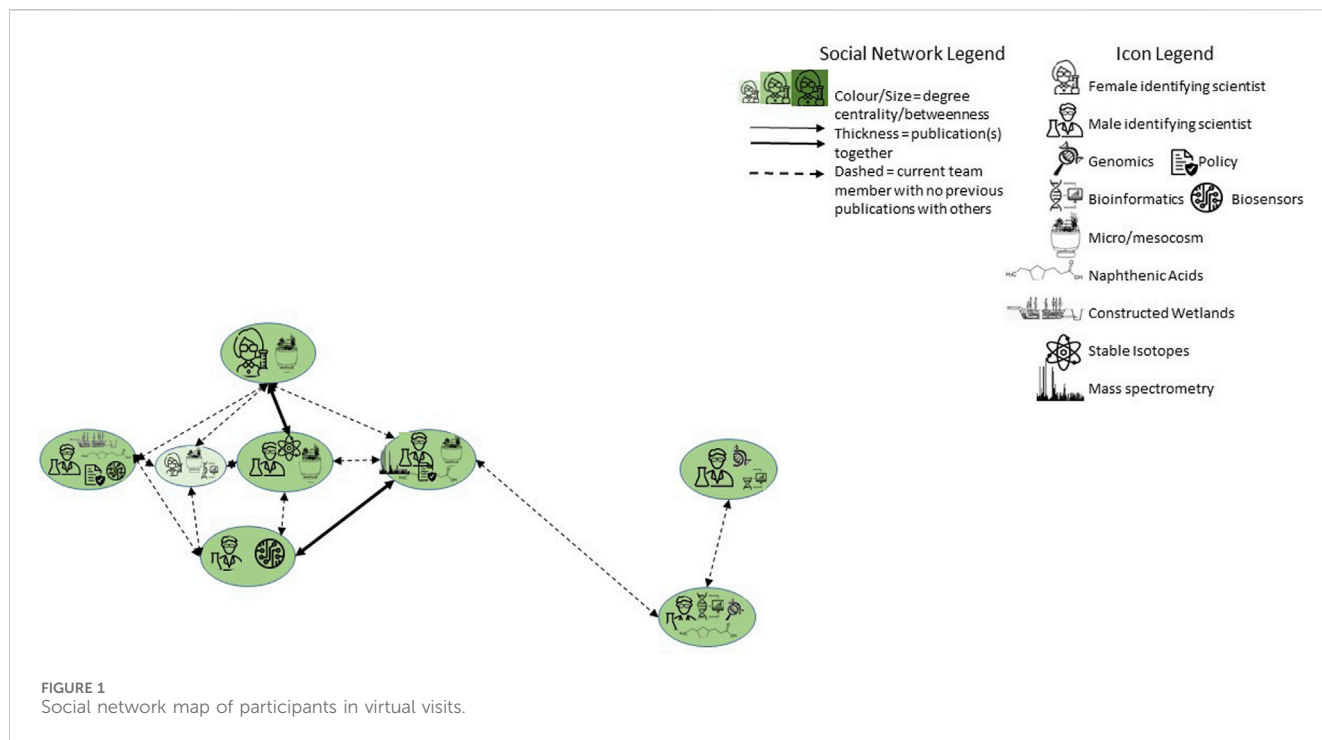 Social Network Legend
Colour/Size = degree
centrality/betweenness
Thickness = publication(s)
together
Dashed = current team
member with no previous
publications with others
Icon Legend
Female identifying scientist
Male identifying scientist
Genomics
Policy
Bioinformatics
Biosensors
Micro/mesocosm
H₃C
O
OH
Naphthenic Acids
Constructed Wetlands
Stable Isotopes
Mass spectrometry
FIGURE 1
Social network map of participants in virtual visits.